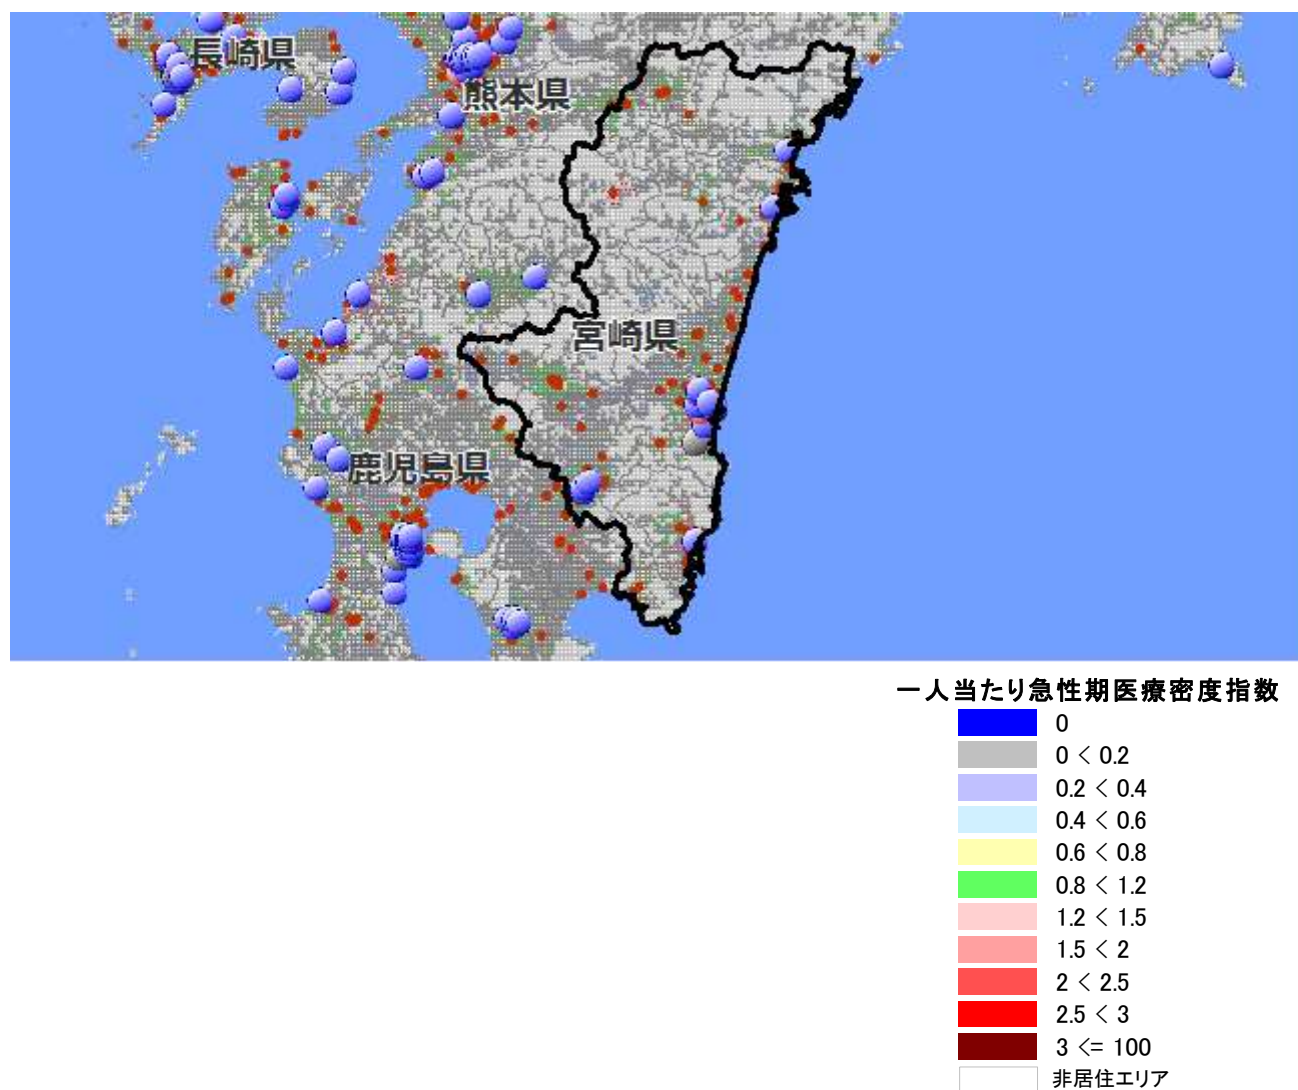 長崎県
熊本県
宮崎県
鹿児島県
一人当たり急性期医療密度指数
0
0 < 0.2
0.2 < 0.4
0.4 < 0.6
0.6 < 0.8
0.8 < 1.2
1.2 < 1.5
1.5 < 2
2 < 2.5
2.5 < 3
3 <= 100
非居住エリア